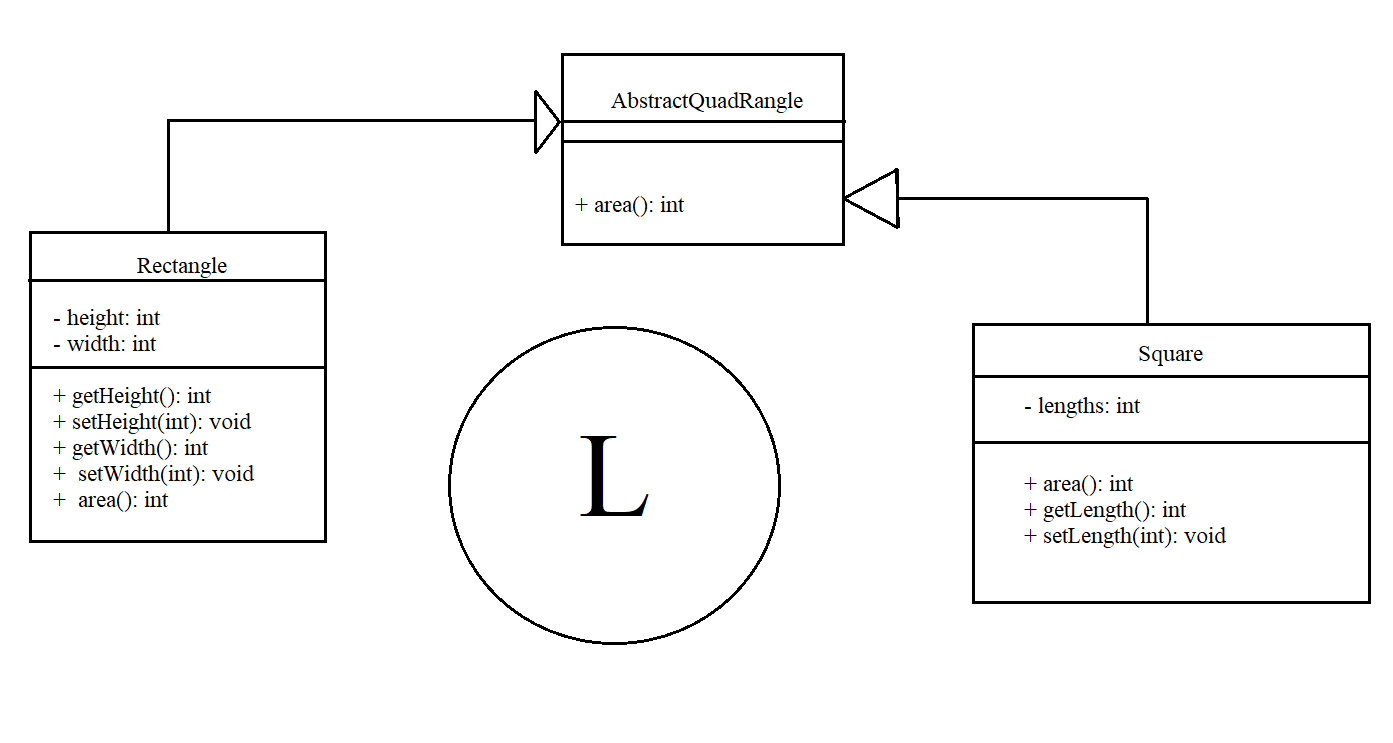 AbstractQuadRangle
+ area(): int
Rectangle
- height: int
- width: int
+ getHeight(): int
+ setHeight(int): void
+ getWidth(): int
+  setWidth(int): void
+  area(): int
L
Square
- lengths: int
+ area(): int
+ getLength(): int
+ setLength(int): void